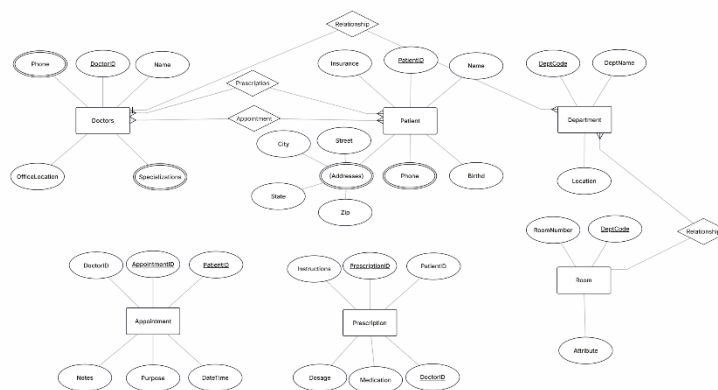 Relationship
Phone
DoctorID
Name
Insurance
PatientID
Name
DeptCode
DeptName
Prescription
Appointment
Doctors
Patient
Department
City
Street
OfficeLocation
Specializations
(Addresses)
Phone
Birthd
Location
State
Zip
RoomNumber
DeptCode
Relationship
DoctorID
AppointmentID
PatientID
Instructions
PrescriptionID
PatientID
Room
Appointment
Prescription
Attribute
Notes
Purpose
DateTime
Dosage
Medication
DoctorID